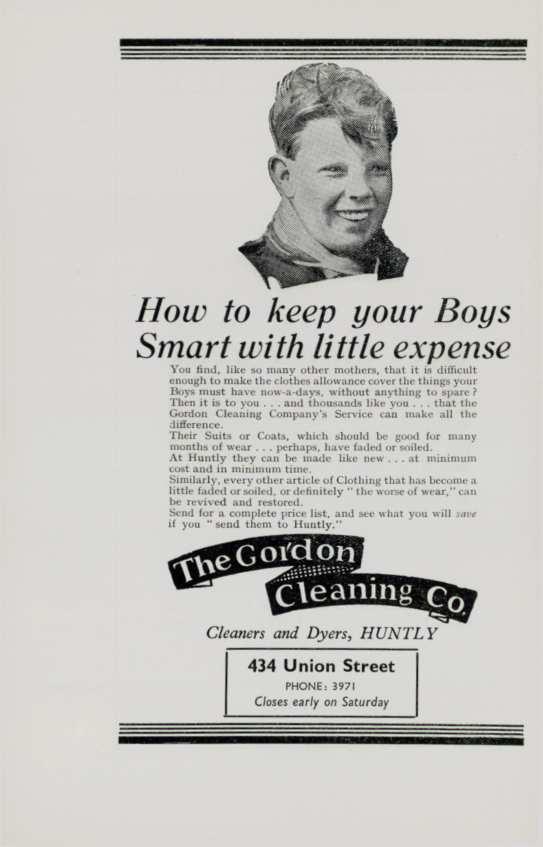 How to keep your Boys
Smart with little expense
You find, like so many other mothers, that it is difficult
enough to make the clothes allowance cover the things your
Boys must have now-a-days, without anything to spare?
Then it is to you . . . and thousands like you . . . that the
Gordon Cleaning Company's Service can make all the
difference.
Their Suits or Coats, which should be good for many
months of wear . . . perhaps, have faded or soiled.
At Huntly they can be made like new . . . at minimum
cost and in minimum time.
Similarly, every other article of Clothing that has become a
little faded or soiled, or definitely "the worse of wear," can
be revived and restored.
Send for a complete price list, and see what you will save
if you "send them to Huntly."
The Gordon
Cleaning Co.
Cleaners and Dyers, HUNTLY
434 Union Street
PHONE: 3971
Closes early on Saturday